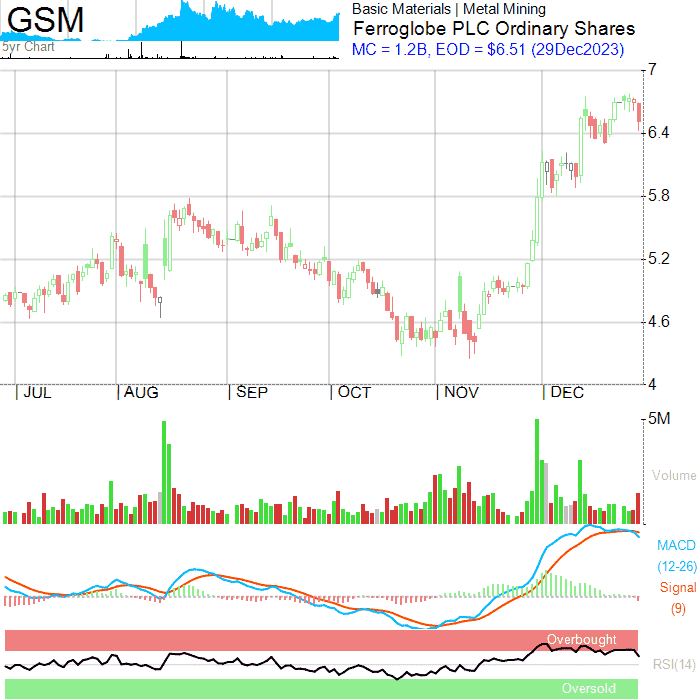 GSM
5yr Chart
Basic Materials | Metal Mining
Ferroglobe PLC Ordinary Shares
MC = 1.2B, EOD = $6.51 (29Dec2023)
7
6.4
5.8
5.2
4.6
4
|JUL |AUG |SEP |OCT |NOV |DEC
5M
Volume
MACD
(12-26)
Signal
(9)
Overbought
RSI(14)
Oversold